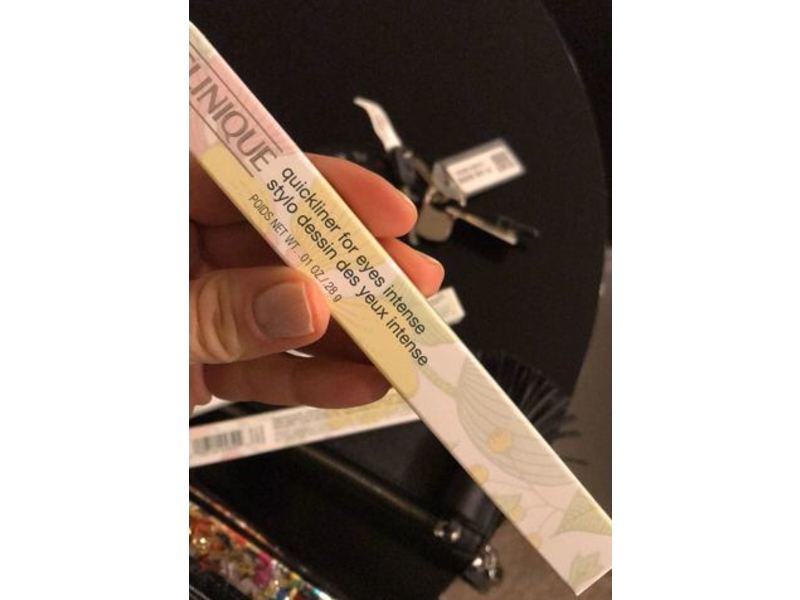 CLINIQUE
quickliner for eyes intense
stylo dessin des yeux intense
POIDS NET WT. .01 OZ / 28 g